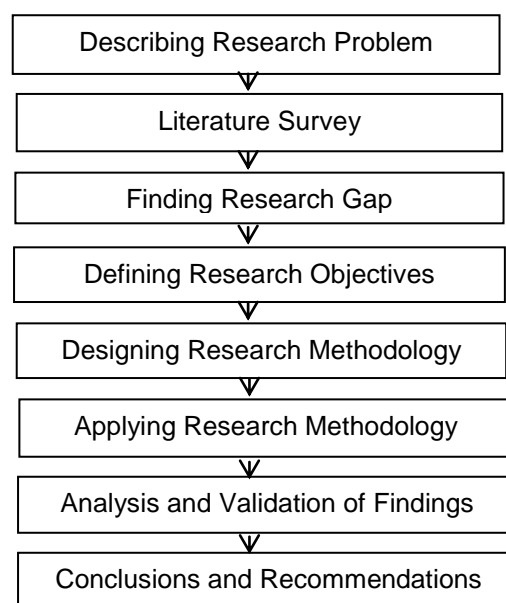 Describing Research Problem
Literature Survey
Finding Research Gap
Defining Research Objectives
Designing Research Methodology
Applying Research Methodology
Analysis and Validation of Findings
Conclusions and Recommendations